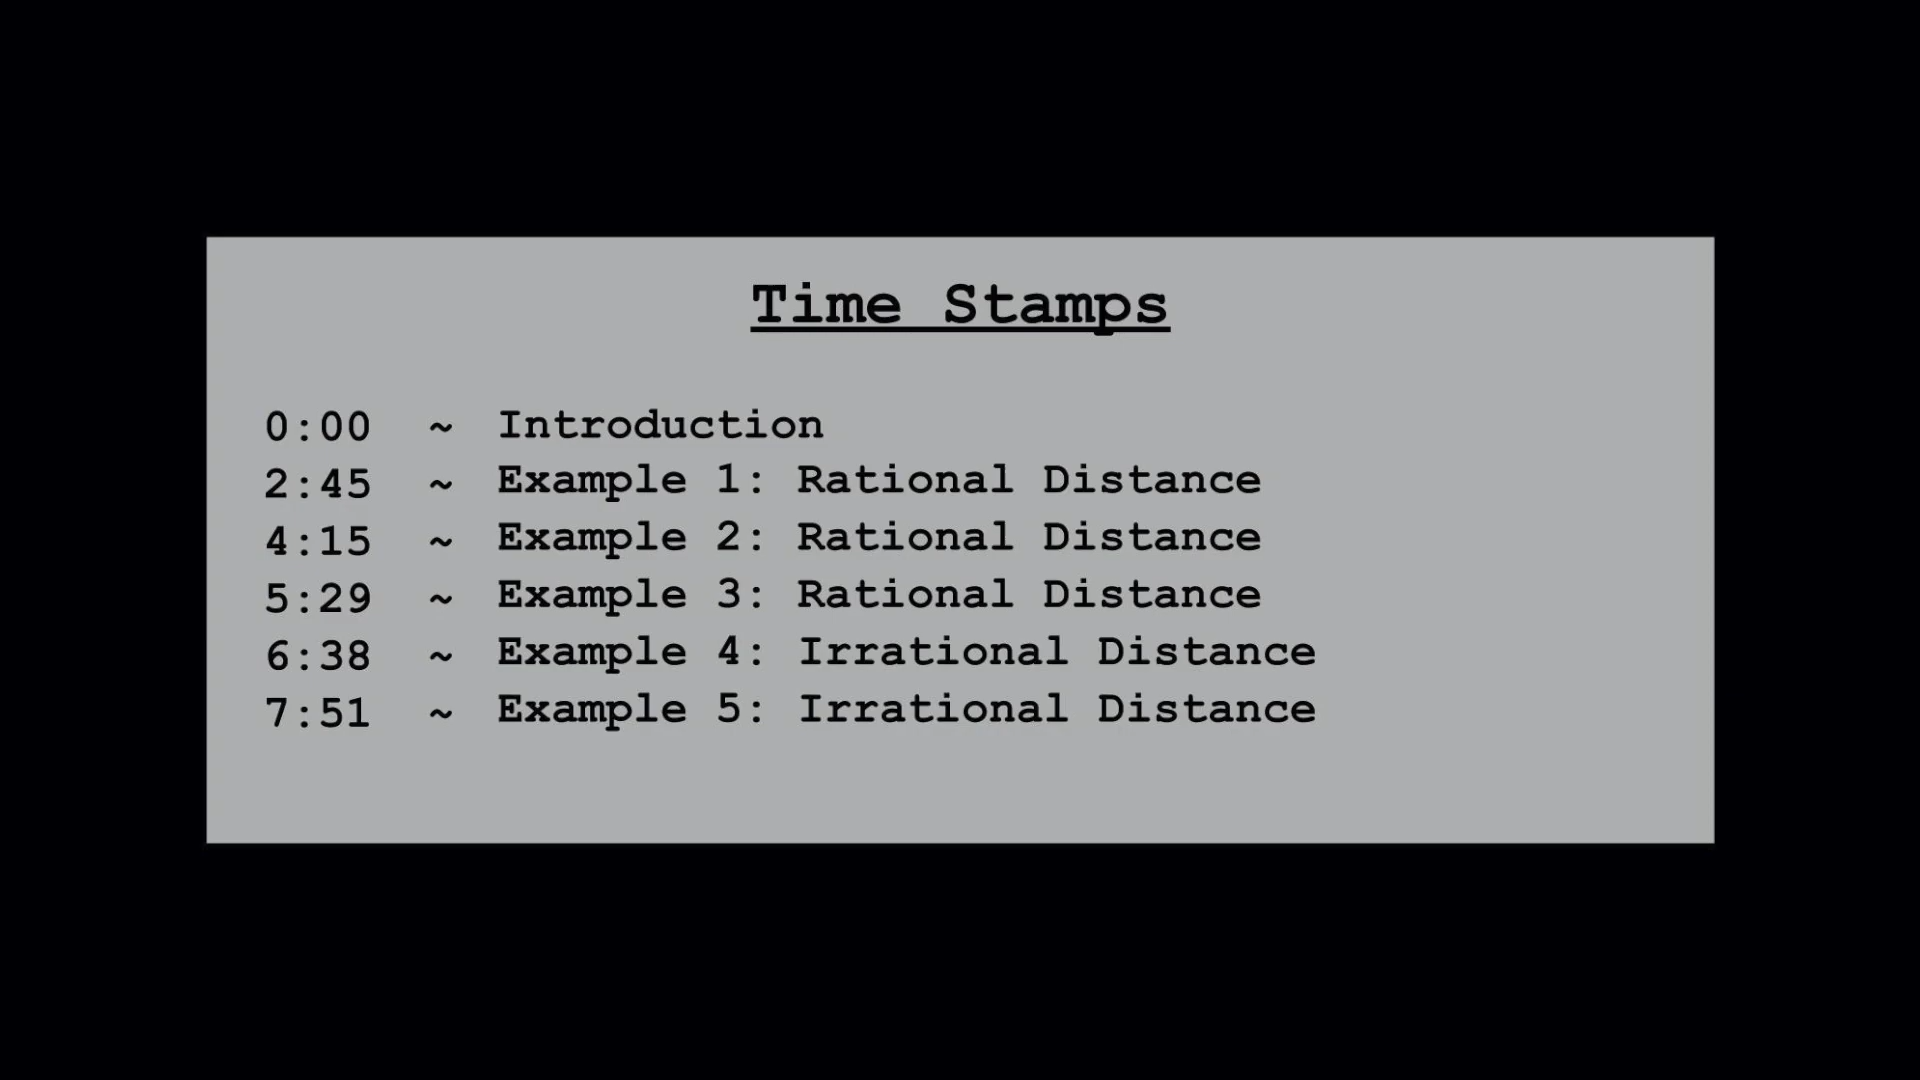 Time Stamps
0:00 ~ Introduction
2:45 ~ Example 1: Rational Distance
4:15 ~ Example 2: Rational Distance
5:29 ~ Example 3: Rational Distance
6:38 ~ Example 4: Irrational Distance
7:51 ~ Example 5: Irrational Distance